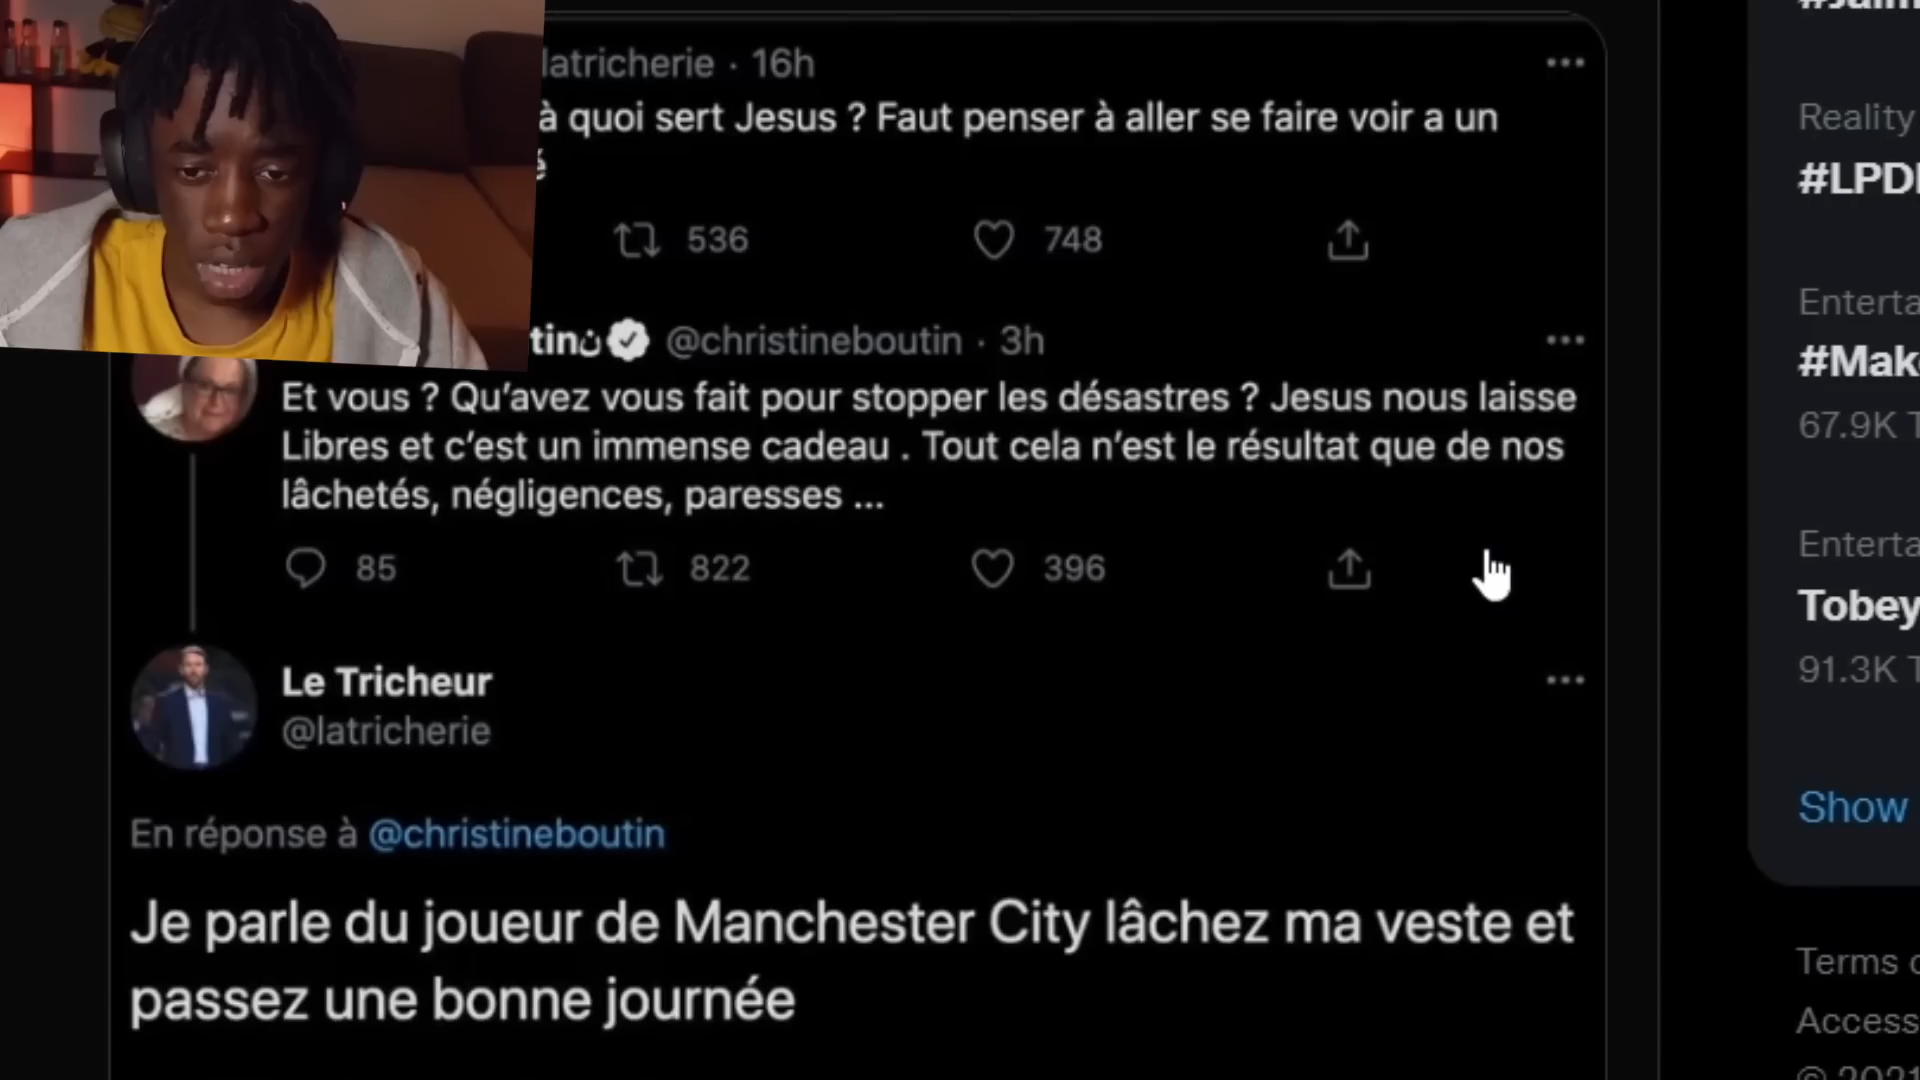 latricherie · 16h
à quoi sert Jesus ? Faut penser à aller se faire voir a un
é
536
748
tin @christineboutin · 3h
Et vous ? Qu’avez vous fait pour stopper les désastres ? Jesus nous laisse
Libres et c’est un immense cadeau . Tout cela n’est le résultat que de nos
lâchetés, négligences, paresses ...
85
822
396
Le Tricheur
@latricherie
En réponse à @christineboutin
Je parle du joueur de Manchester City lâchez ma veste et
passez une bonne journée
Reality
#LPD
Enterta
#Mak
67.9K T
Enterta
Tobey
91.3K T
Show
Terms
Access